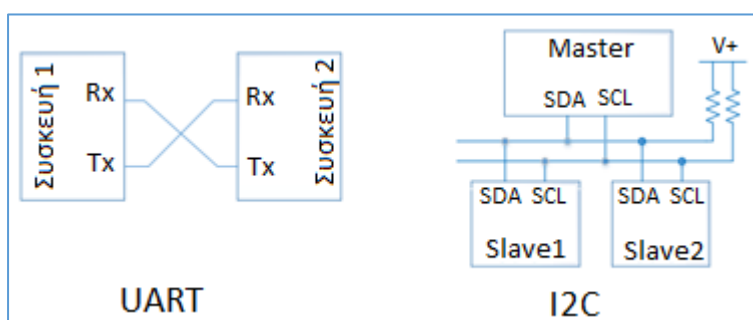 Συσκευή 1
Rx
Tx
Rx
Tx
Συσκευή 2
UART
Master
SDA SCL
V+
SDA SCL
Slave1
SDA SCL
Slave2
I2C